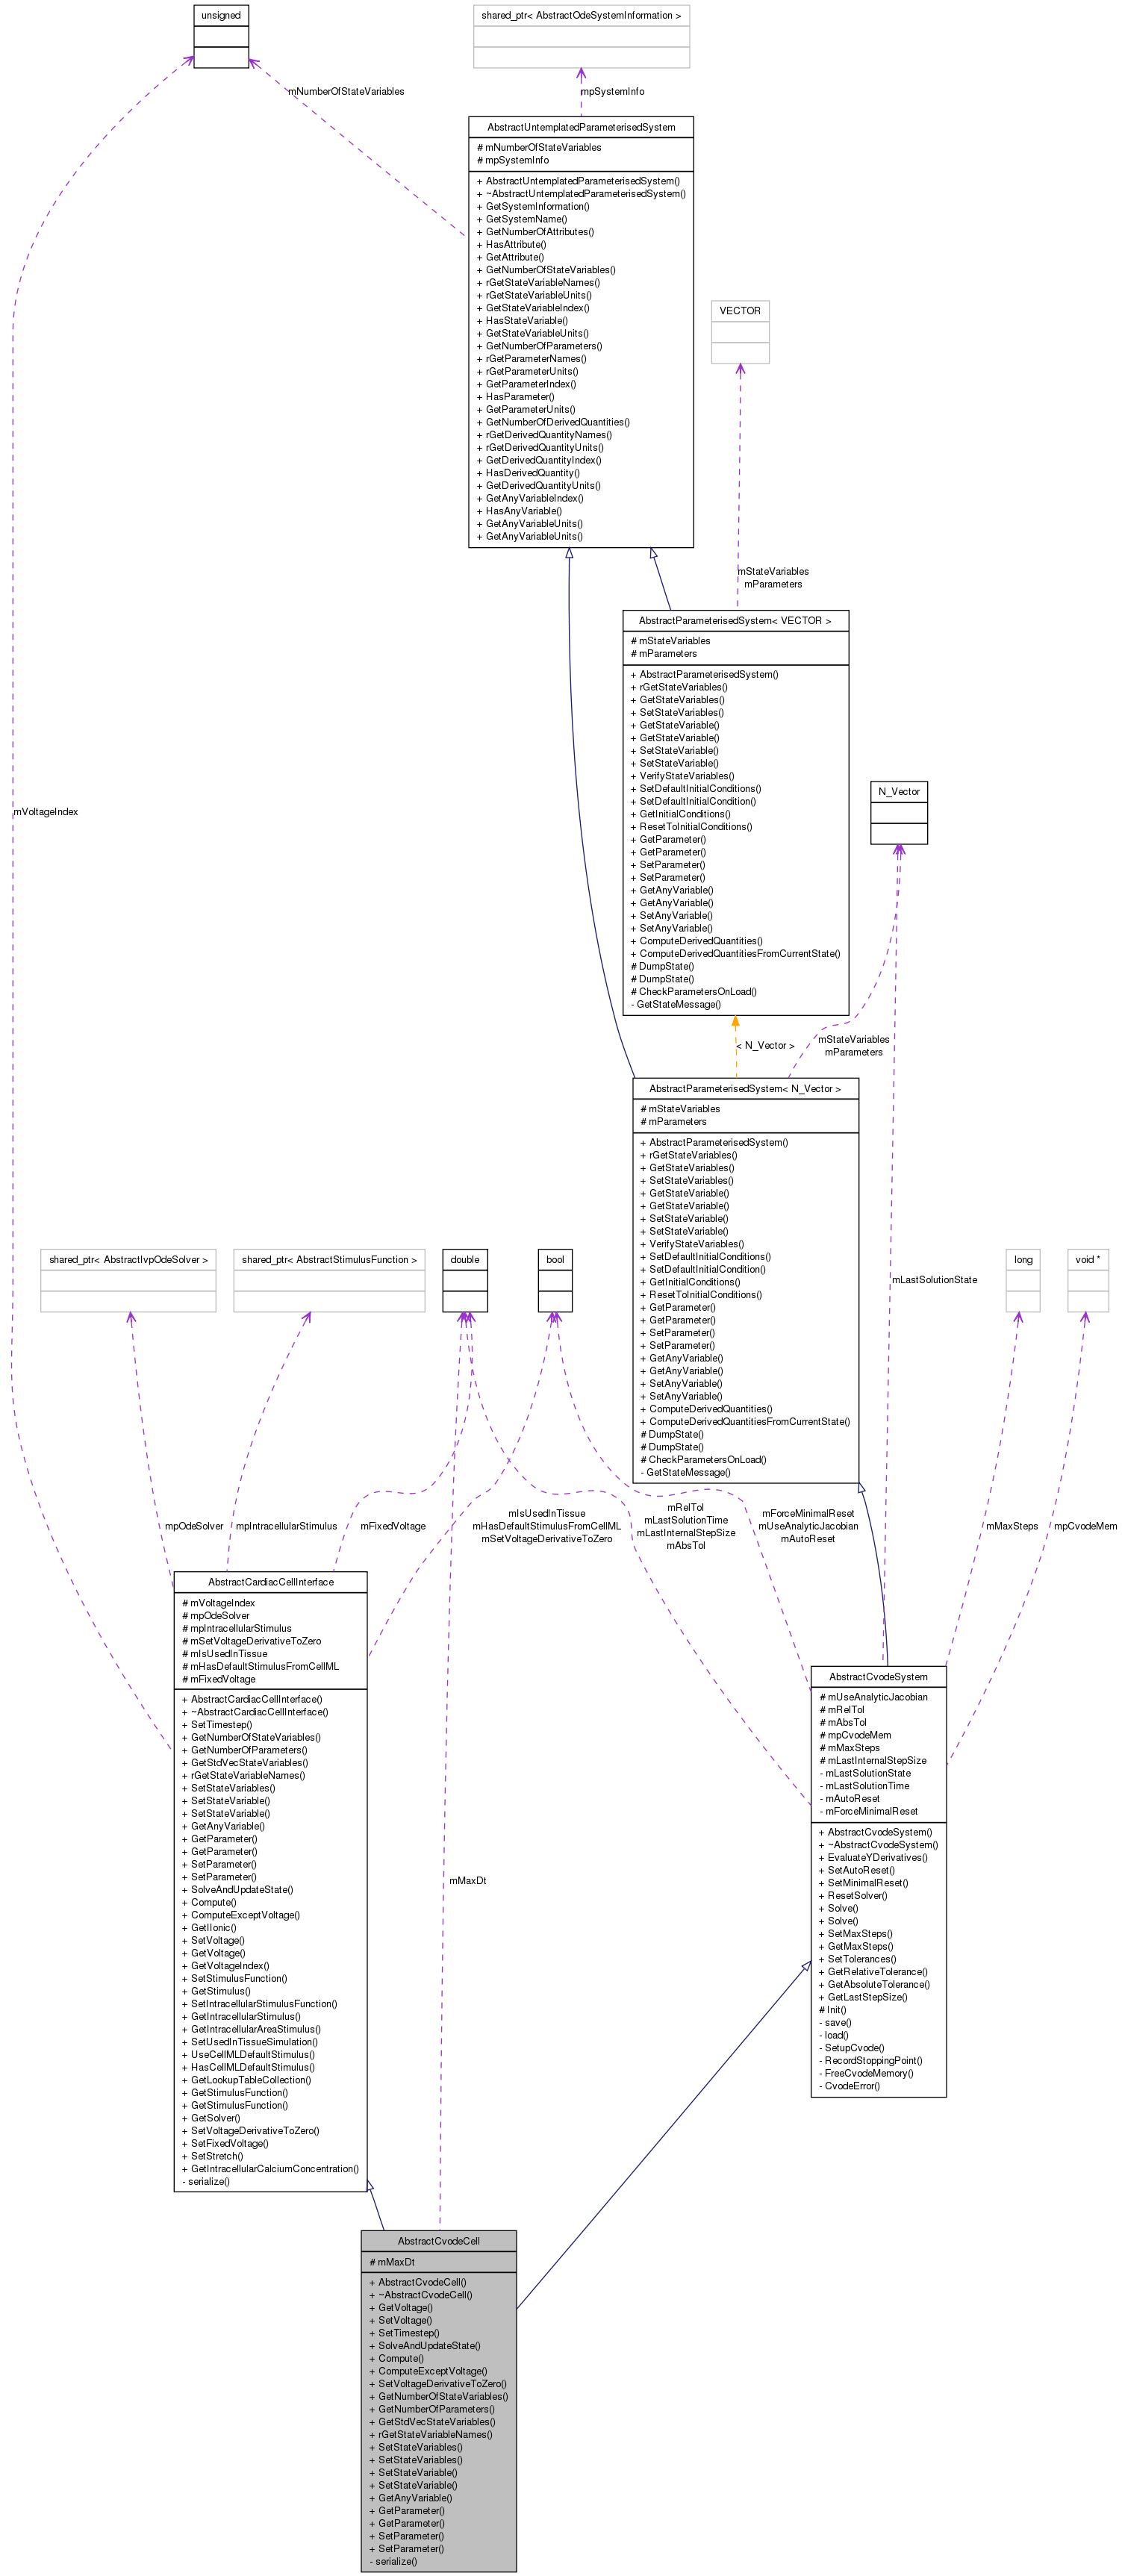 unsigned
shared_ptr< AbstractOdeSystemInformation >
mNumberOfStateVariables
mpSystemInfo
AbstractUntemplatedParameterisedSystem
# mNumberOfStateVariables
# mpSystemInfo
+ AbstractUntemplatedParameterisedSystem()
+ ~AbstractUntemplatedParameterisedSystem()
+ GetSystemInformation()
+ GetSystemName()
+ GetNumberOfAttributes()
+ HasAttribute()
+ GetAttribute()
+ GetNumberOfStateVariables()
+ rGetStateVariableNames()
+ rGetStateVariableUnits()
+ GetStateVariableIndex()
+ HasStateVariable()
+ GetStateVariableUnits()
+ GetNumberOfParameters()
+ rGetParameterNames()
+ rGetParameterUnits()
+ GetParameterIndex()
+ HasParameter()
+ GetParameterUnits()
+ GetNumberOfDerivedQuantities()
+ rGetDerivedQuantityNames()
+ rGetDerivedQuantityUnits()
+ GetDerivedQuantityIndex()
+ HasDerivedQuantity()
+ GetDerivedQuantityUnits()
+ GetAnyVariableIndex()
+ HasAnyVariable()
+ GetAnyVariableUnits()
+ GetAnyVariableUnits()
VECTOR
mStateVariables
mParameters
AbstractParameterisedSystem< VECTOR >
# mStateVariables
# mParameters
+ AbstractParameterisedSystem()
+ rGetStateVariables()
+ GetStateVariables()
+ SetStateVariables()
+ GetStateVariable()
+ GetStateVariable()
+ SetStateVariable()
+ SetStateVariable()
+ VerifyStateVariables()
+ SetDefaultInitialConditions()
+ SetDefaultInitialCondition()
+ GetInitialConditions()
+ ResetToInitialConditions()
+ GetParameter()
+ GetParameter()
+ SetParameter()
+ SetParameter()
+ GetAnyVariable()
+ GetAnyVariable()
+ SetAnyVariable()
+ SetAnyVariable()
+ ComputeDerivedQuantities()
+ ComputeDerivedQuantitiesFromCurrentState()
# DumpState()
# DumpState()
# CheckParametersOnLoad()
- GetStateMessage()
N_Vector
mVoltageIndex
< N_Vector >
mStateVariables
mParameters
AbstractParameterisedSystem< N_Vector >
# mStateVariables
# mParameters
+ AbstractParameterisedSystem()
+ rGetStateVariables()
+ GetStateVariables()
+ SetStateVariables()
+ GetStateVariable()
+ GetStateVariable()
+ SetStateVariable()
+ SetStateVariable()
+ VerifyStateVariables()
+ SetDefaultInitialConditions()
+ SetDefaultInitialCondition()
+ GetInitialConditions()
+ ResetToInitialConditions()
+ GetParameter()
+ GetParameter()
+ SetParameter()
+ SetParameter()
+ GetAnyVariable()
+ GetAnyVariable()
+ SetAnyVariable()
+ SetAnyVariable()
+ ComputeDerivedQuantities()
+ ComputeDerivedQuantitiesFromCurrentState()
# DumpState()
# DumpState()
# CheckParametersOnLoad()
- GetStateMessage()
shared_ptr< AbstractIvpOdeSolver >
shared_ptr< AbstractStimulusFunction >
double
bool
mLastSolutionState
long
void *
mpOdeSolver
mpIntracellularStimulus
mFixedVoltage
mIsUsedInTissue
mHasDefaultStimulusFromCellML
mSetVoltageDerivativeToZero
mRelTol
mLastSolutionTime
mLastInternalStepSize
mAbsTol
mForceMinimalReset
mUseAnalyticJacobian
mAutoReset
mMaxSteps
mpCvodeMem
AbstractCardiacCellInterface
# mVoltageIndex
# mpOdeSolver
# mpIntracellularStimulus
# mSetVoltageDerivativeToZero
# mIsUsedInTissue
# mHasDefaultStimulusFromCellML
# mFixedVoltage
+ AbstractCardiacCellInterface()
+ ~AbstractCardiacCellInterface()
+ SetTimestep()
+ GetNumberOfStateVariables()
+ GetNumberOfParameters()
+ GetStdVecStateVariables()
+ rGetStateVariableNames()
+ SetStateVariables()
+ SetStateVariable()
+ SetStateVariable()
+ GetAnyVariable()
+ GetParameter()
+ GetParameter()
+ SetParameter()
+ SetParameter()
+ SolveAndUpdateState()
+ Compute()
+ ComputeExceptVoltage()
+ GetIIonic()
+ SetVoltage()
+ GetVoltage()
+ GetVoltageIndex()
+ SetStimulusFunction()
+ GetStimulus()
+ SetIntracellularStimulusFunction()
+ GetIntracellularStimulus()
+ GetIntracellularAreaStimulus()
+ SetUsedInTissueSimulation()
+ UseCellMLDefaultStimulus()
+ HasCellMLDefaultStimulus()
+ GetLookupTableCollection()
+ GetStimulusFunction()
+ GetStimulusFunction()
+ GetSolver()
+ SetVoltageDerivativeToZero()
+ SetFixedVoltage()
+ SetStretch()
+ GetIntracellularCalciumConcentration()
- serialize()
mMaxDt
AbstractCvodeSystem
# mUseAnalyticJacobian
# mRelTol
# mAbsTol
# mpCvodeMem
# mMaxSteps
# mLastInternalStepSize
- mLastSolutionState
- mLastSolutionTime
- mAutoReset
- mForceMinimalReset
+ AbstractCvodeSystem()
+ ~AbstractCvodeSystem()
+ EvaluateYDerivatives()
+ SetAutoReset()
+ SetMinimalReset()
+ ResetSolver()
+ Solve()
+ Solve()
+ SetMaxSteps()
+ GetMaxSteps()
+ SetTolerances()
+ GetRelativeTolerance()
+ GetAbsoluteTolerance()
+ GetLastStepSize()
# Init()
- save()
- load()
- SetupCvode()
- RecordStoppingPoint()
- FreeCvodeMemory()
- CvodeError()
AbstractCvodeCell
# mMaxDt
+ AbstractCvodeCell()
+ ~AbstractCvodeCell()
+ GetVoltage()
+ SetVoltage()
+ SetTimestep()
+ SolveAndUpdateState()
+ Compute()
+ ComputeExceptVoltage()
+ SetVoltageDerivativeToZero()
+ GetNumberOfStateVariables()
+ GetNumberOfParameters()
+ GetStdVecStateVariables()
+ rGetStateVariableNames()
+ SetStateVariables()
+ SetStateVariables()
+ SetStateVariable()
+ SetStateVariable()
+ GetAnyVariable()
+ GetParameter()
+ GetParameter()
+ SetParameter()
+ SetParameter()
- serialize()